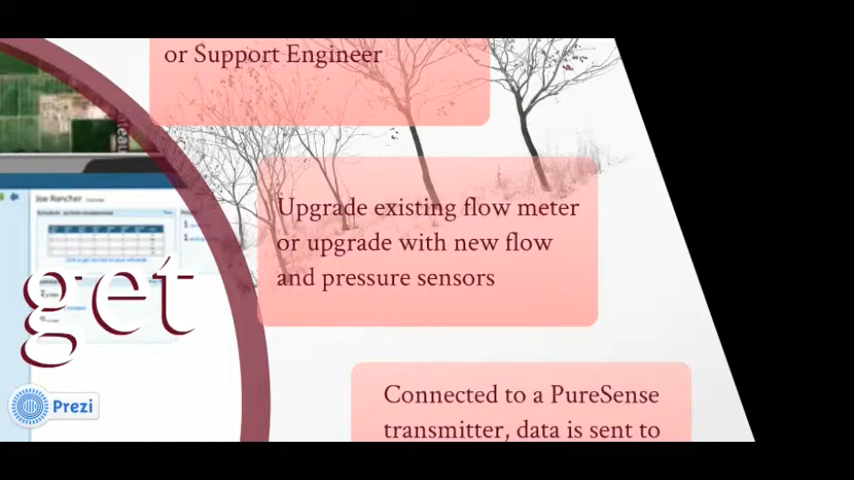 or Support Engineer
Upgrade existing flow meter
or upgrade with new flow
and pressure sensors
Joe Rancher
get
Prezi
Connected to a PureSense
transmitter, data is sent to